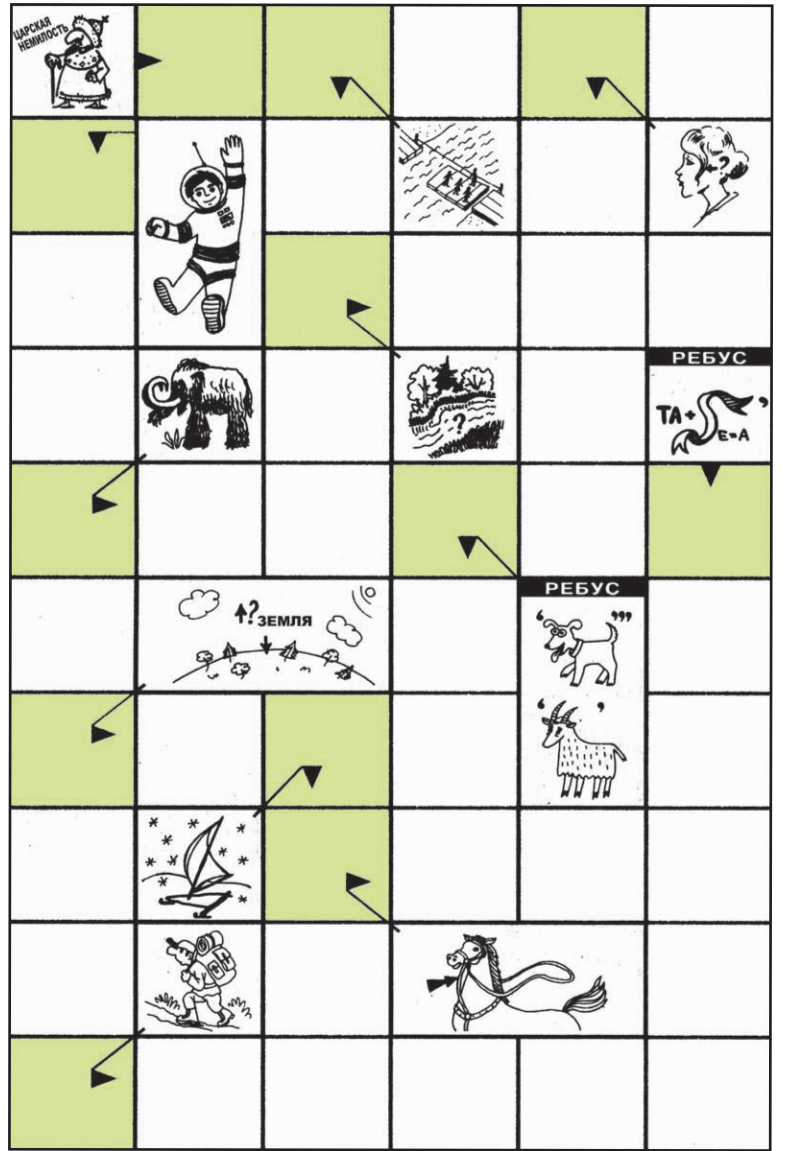 ЦАРСКАЯ
НЕМИЛОСТЬ
?
РЕБУС
?
ТА +
Е=А
,
РЕБУС
? ЗЕМЛЯ
‘ ,,,
‘ ,